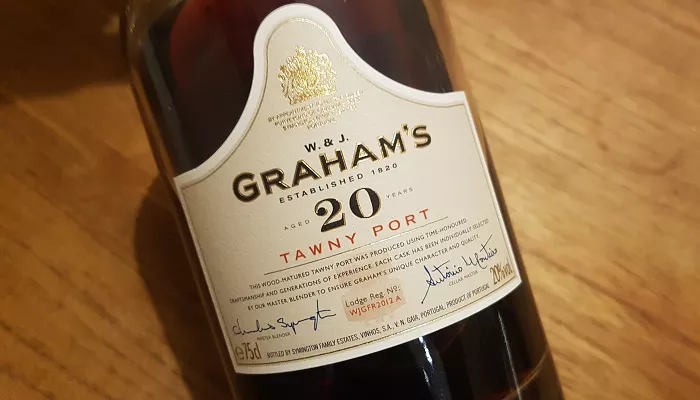 BY APPOINTMENT
W. & J.
GRAHAM'S
ESTABLISHED 1820
AGED 20 YEARS
TAWNY PORT
THIS WOOD-MATURED TAWNY PORT WAS PRODUCED USING TIME-HONOURED
CRAFTSMANSHIP AND GENERATIONS OF EXPERIENCE. EACH CASK HAS BEEN INDIVIDUALLY SELECTED
BY OUR MASTER BLENDER TO ENSURE GRAHAM'S UNIQUE CHARACTER AND QUALITY.
Lodge Reg. No:
WJGFR2012 A
MASTER BLENDER
CELLAR MASTER
e75cl
20%vol
BOTTLED BY SYMINGTON FAMILY ESTATES, VINHOS, S.A., V. N. GAIA, PORTUGAL. PRODUCT OF PORTUGAL